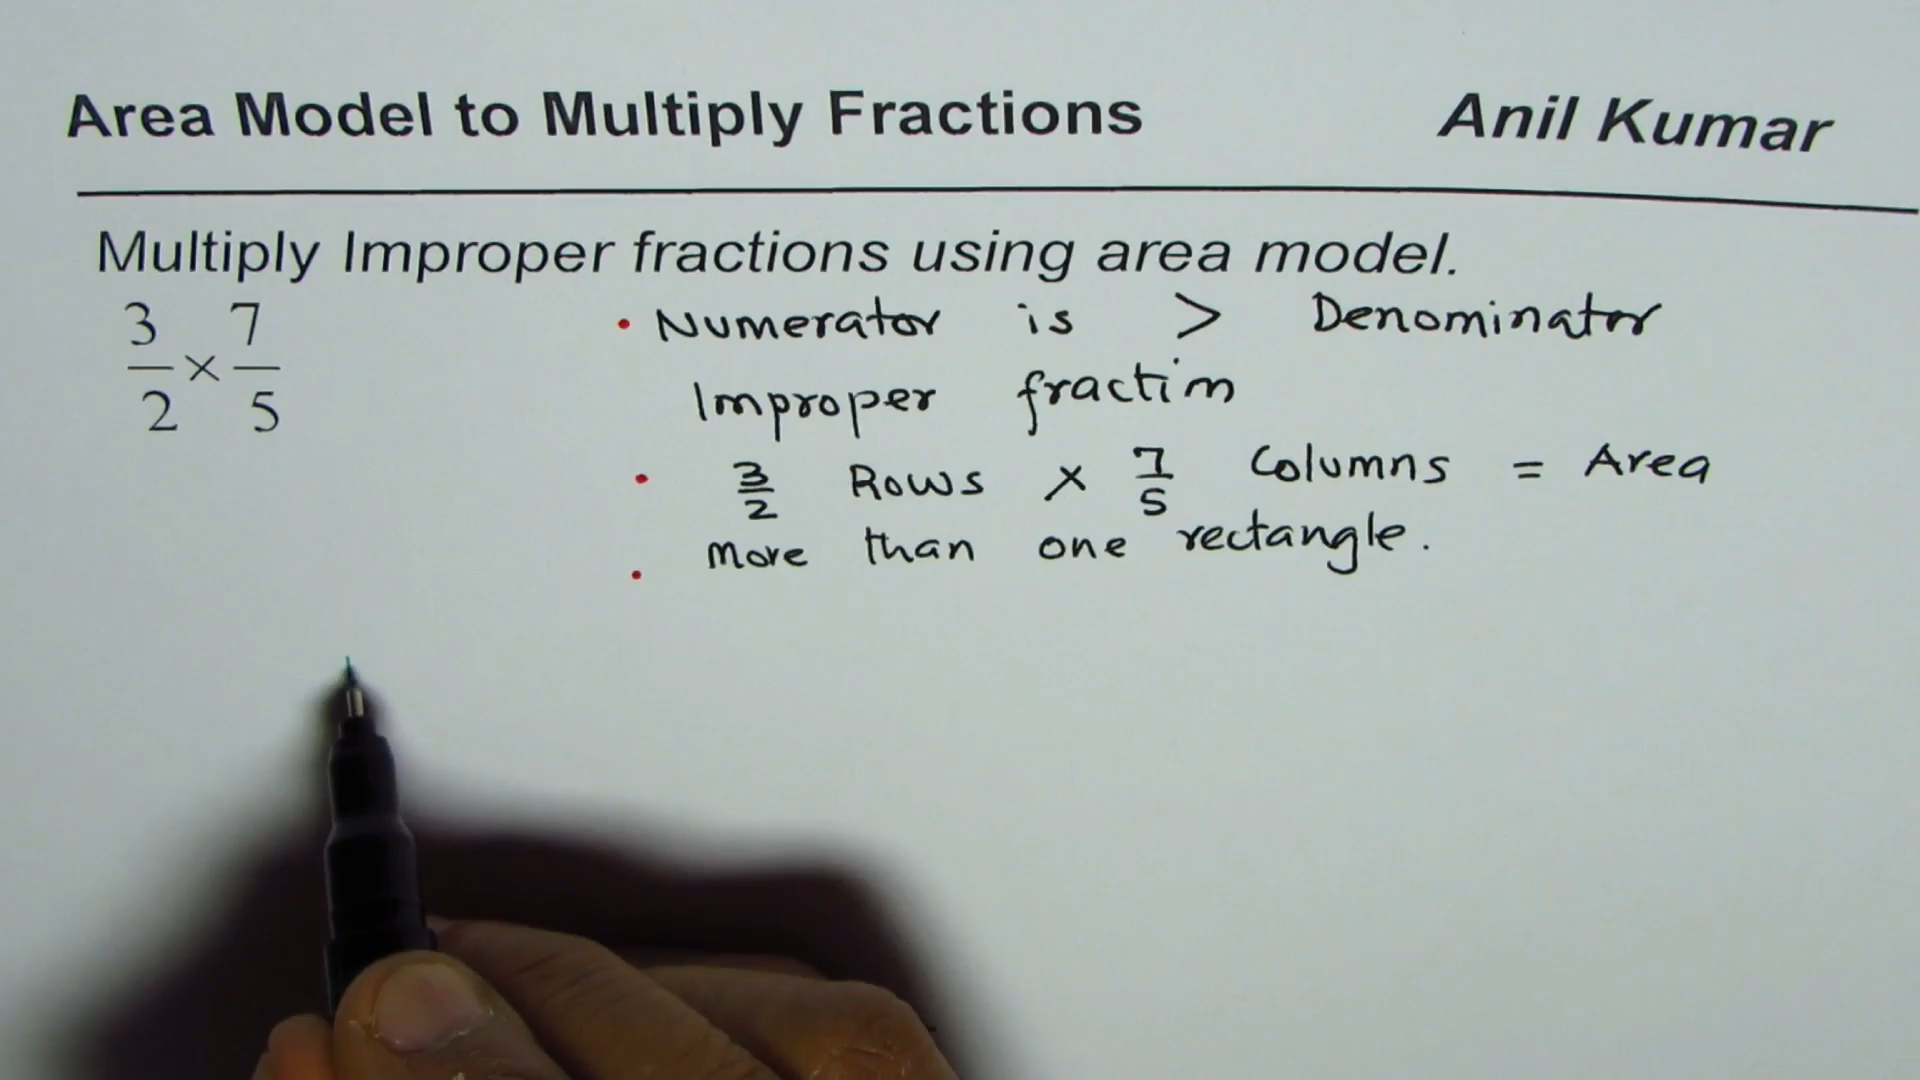 Area Model to Multiply Fractions Anil Kumar
Multiply Improper fractions using area model.
3/2 × 7/5
• Numerator is > Denominator
Improper fraction
• 3/2 Rows × 7/5 Columns = Area
• more than one rectangle.